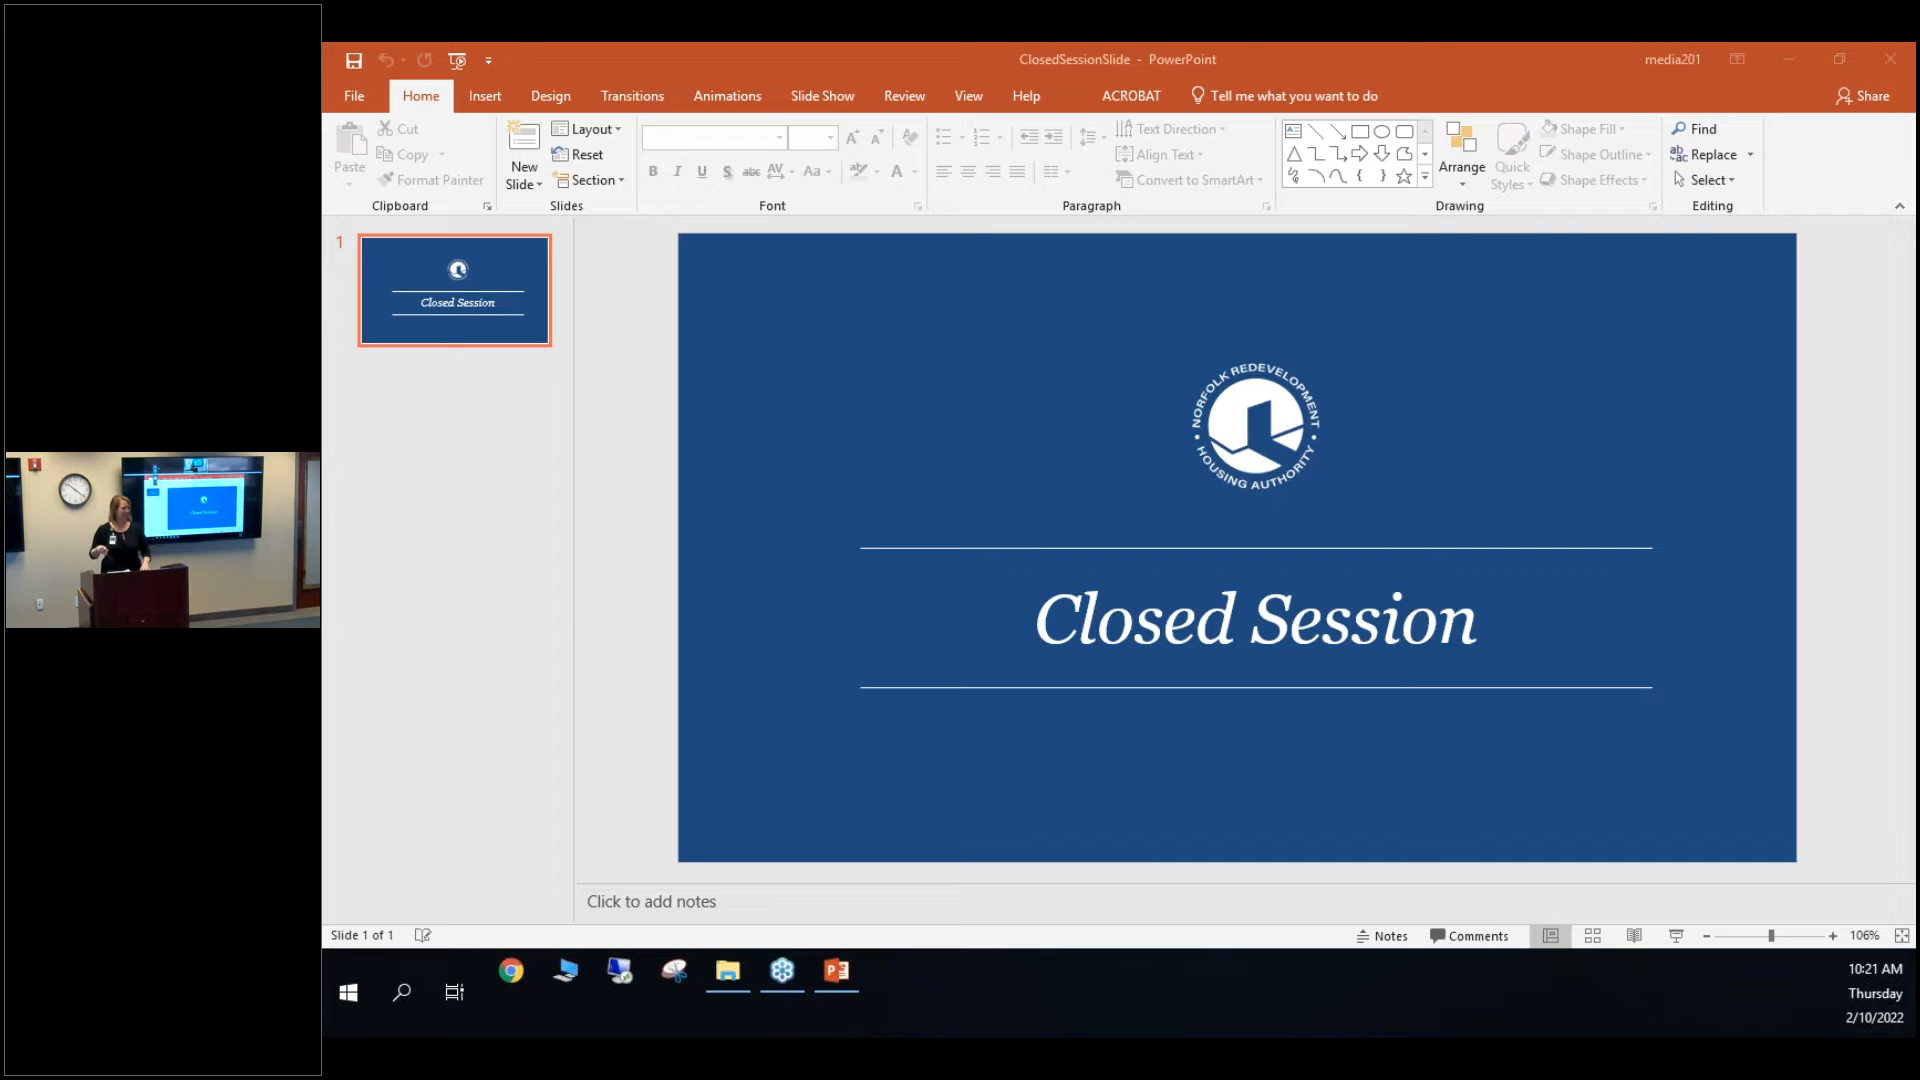 ClosedSessionSlide - PowerPoint
media201
File Home Insert Design Transitions Animations Slide Show Review View Help ACROBAT Tell me what you want to do Share
Paste
Cut
Copy
Format Painter
Clipboard
New Slide
Layout
Reset
Section
Slides
B I U S abc AV Aa A
Font
Text Direction
Align Text
Convert to SmartArt
Paragraph
Arrange
Quick Styles
Shape Fill
Shape Outline
Shape Effects
Drawing
Find
Replace
Select
Editing
1
Closed Session
NORFOLK REDEVELOPMENT
HOUSING AUTHORITY
Closed Session
Click to add notes
Slide 1 of 1
Notes Comments 106%
10:21 AM
Thursday
2/10/2022